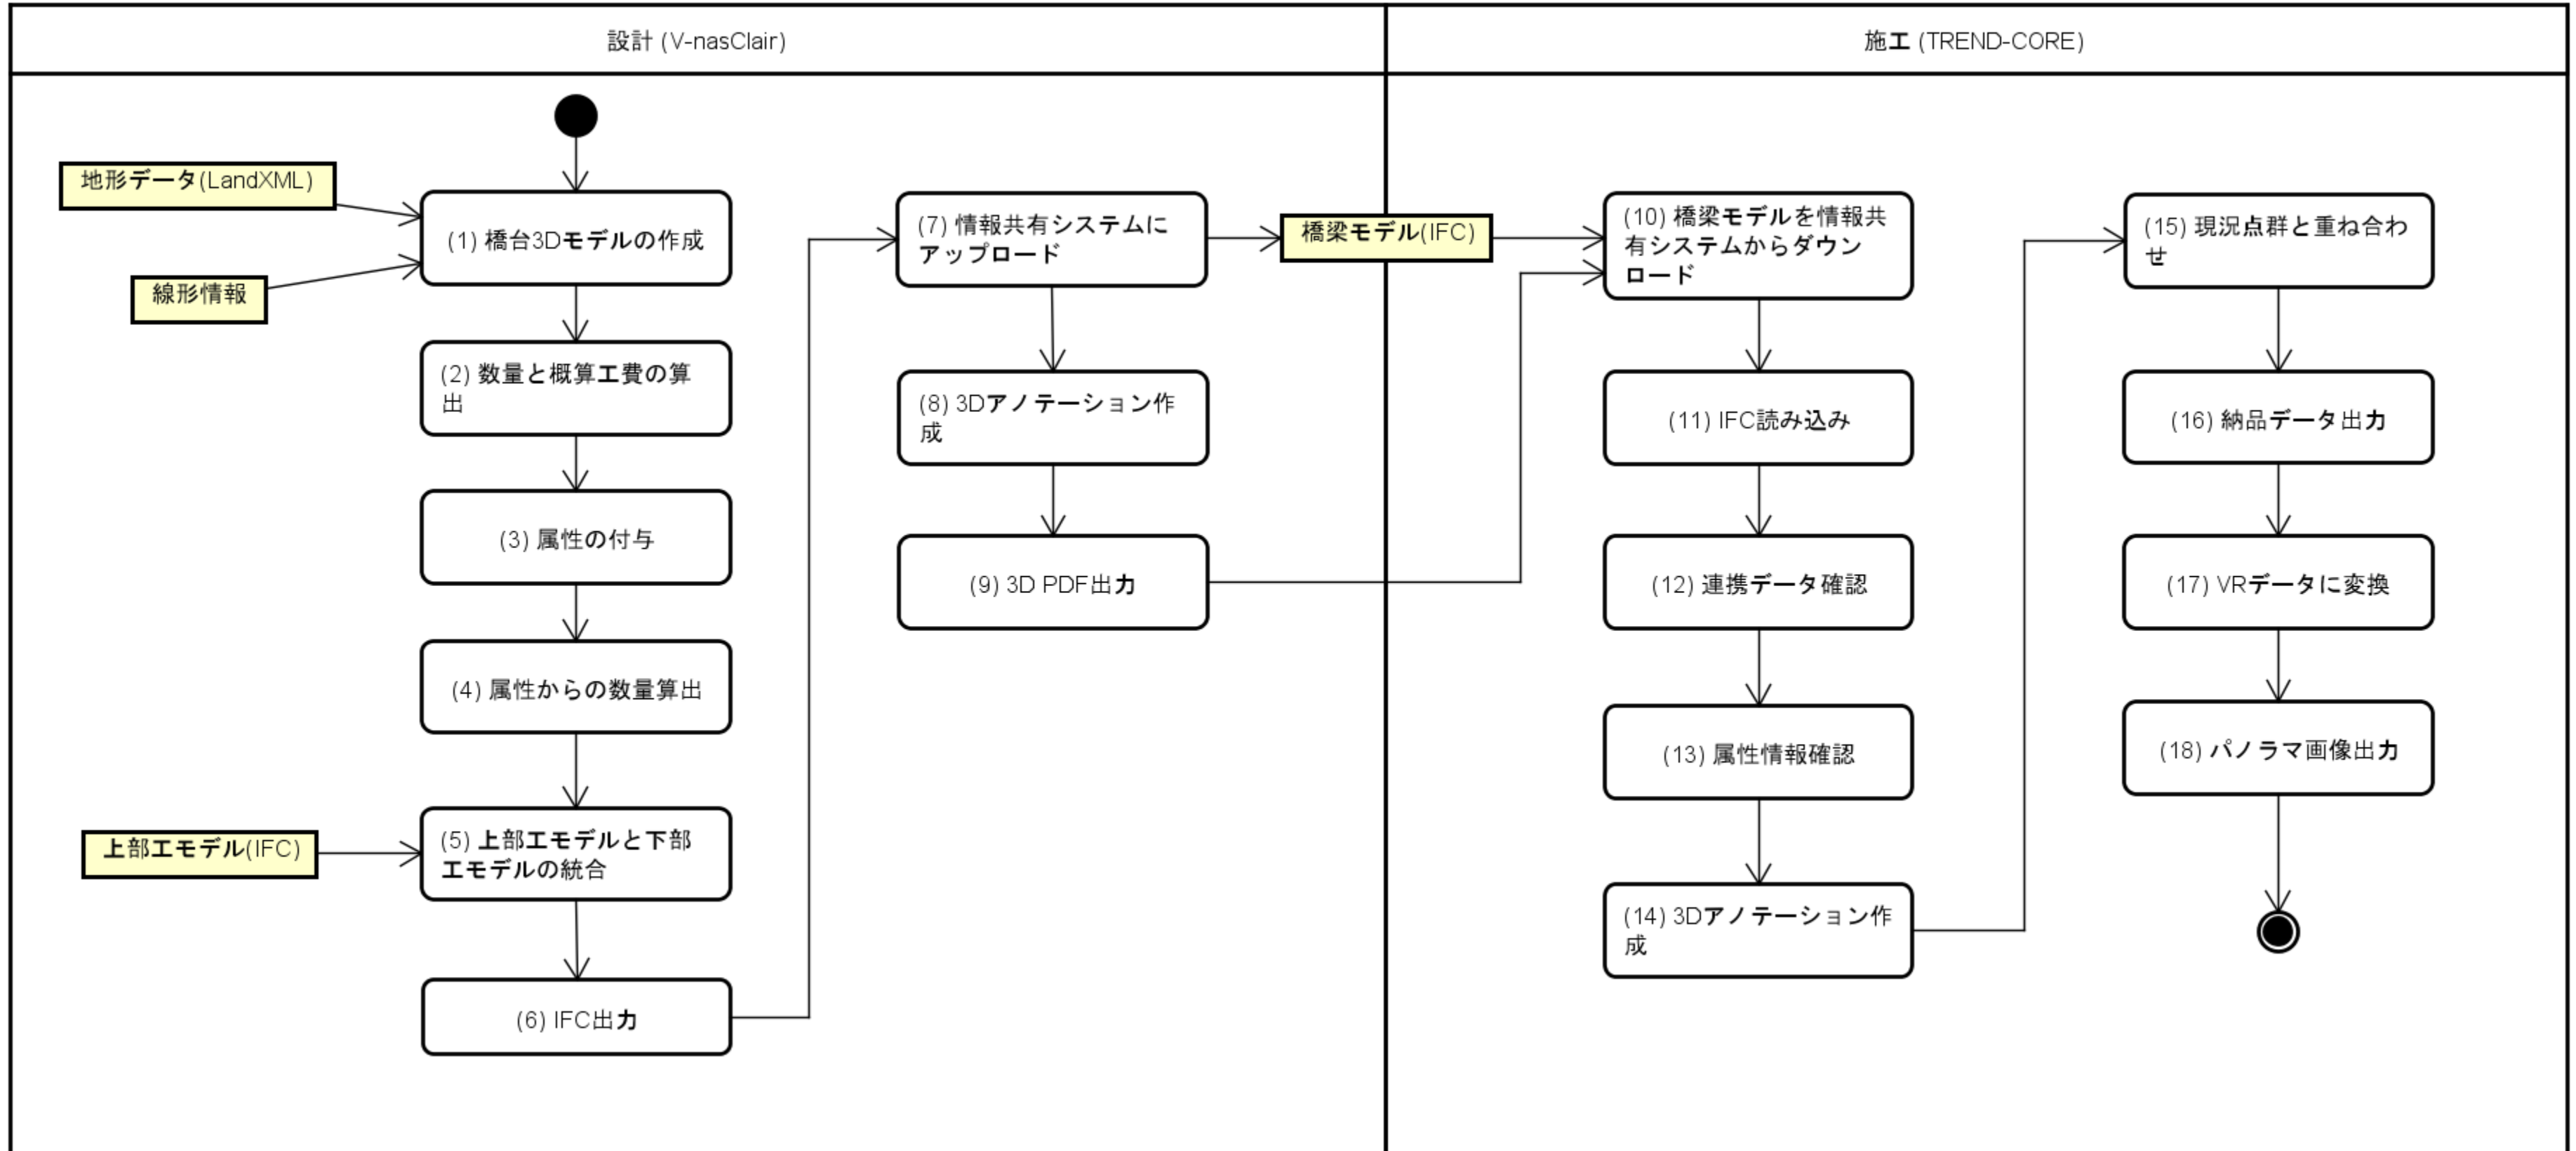 設計 (V-nasClair)
施工 (TREND-CORE)
地形データ(LandXML)
線形情報
(1) 橋台3Dモデルの作成
(2) 数量と概算工費の算
出
(3) 属性の付与
(4) 属性からの数量算出
上部工モデル(IFC)
(5) 上部工モデルと下部
工モデルの統合
(6) IFC出力
(7) 情報共有システムに
アップロード
(8) 3Dアノテーション作
成
(9) 3D PDF出力
橋梁モデル(IFC)
(10) 橋梁モデルを情報共
有システムからダウン
ロード
(11) IFC読み込み
(12) 連携データ確認
(13) 属性情報確認
(14) 3Dアノテーション作
成
(15) 現況点群と重ね合わ
せ
(16) 納品データ出力
(17) VRデータに変換
(18) パノラマ画像出力